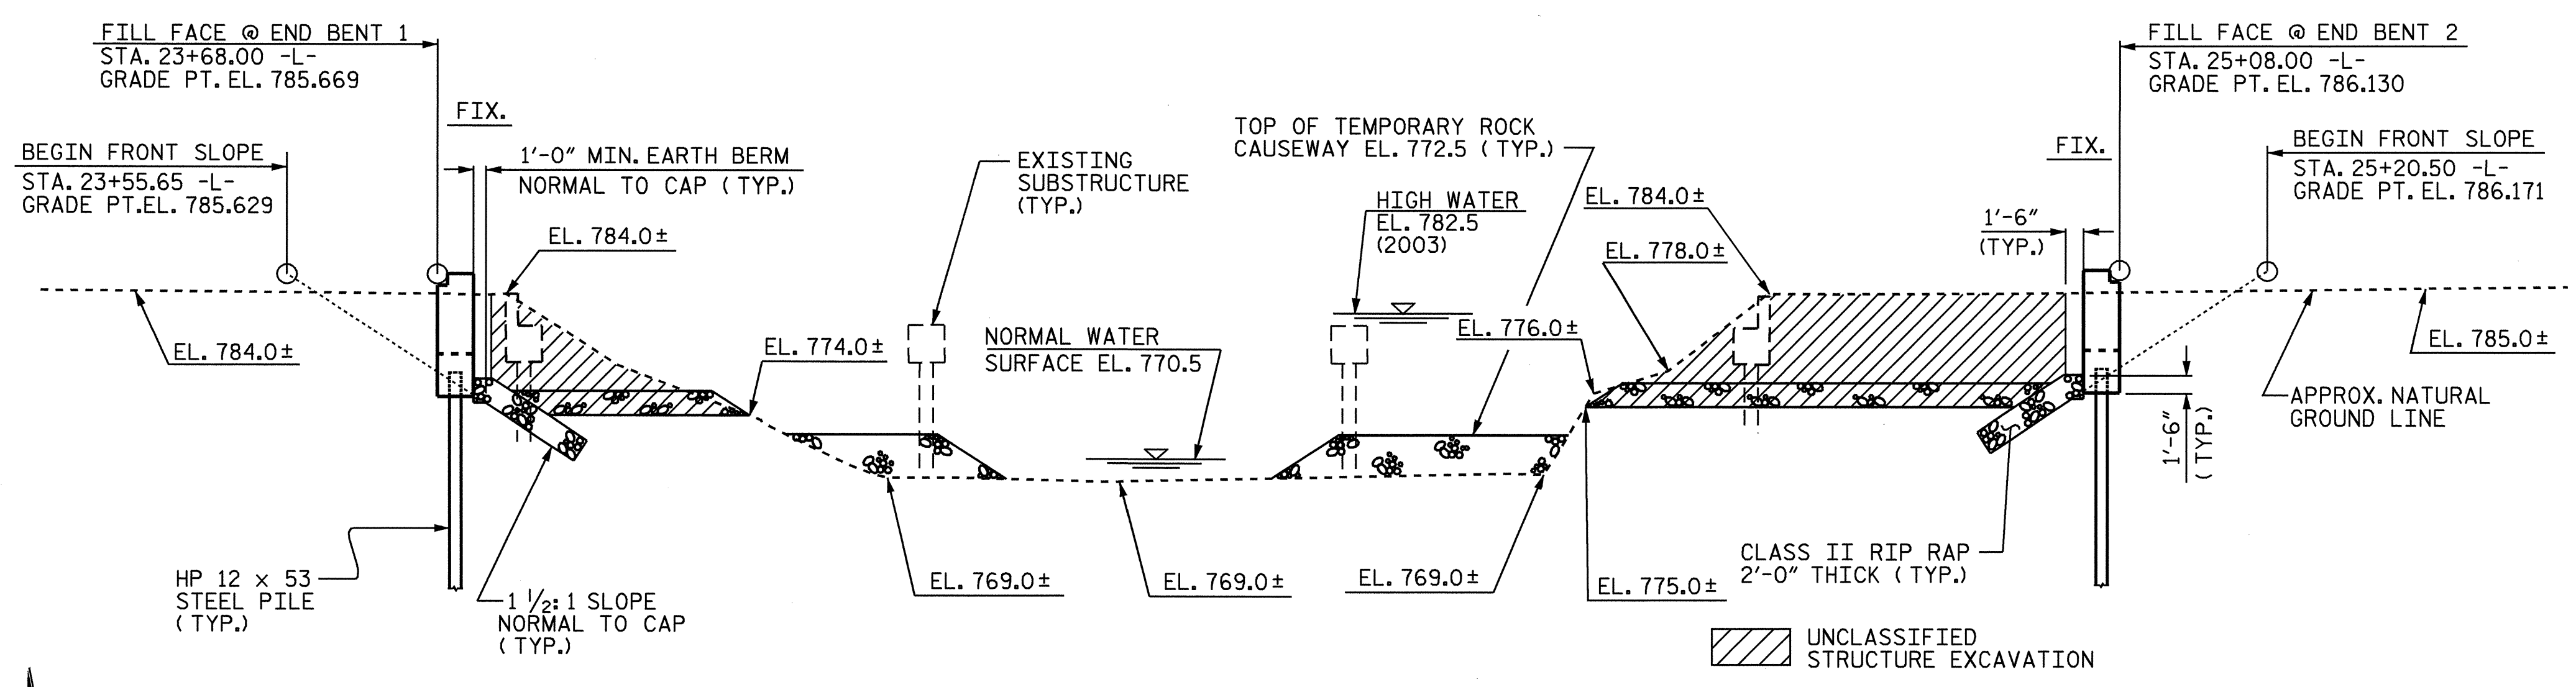 FILL FACE @ END BENT 1
STA. 23+68.00 -L-
GRADE PT. EL. 785.669
FIX.
BEGIN FRONT SLOPE
STA. 23+55.65 -L-
GRADE PT.EL. 785.629
1'-0" MIN. EARTH BERM
NORMAL TO CAP (TYP.)
EL. 784.0±
EL. 784.0±
EXISTING
SUBSTRUCTURE
(TYP.)
EL. 774.0±
NORMAL WATER
SURFACE EL. 770.5
TOP OF TEMPORARY ROCK
CAUSEWAY EL. 772.5 (TYP.)
HIGH WATER
EL. 782.5
(2003)
EL. 784.0±
EL. 778.0±
EL. 776.0±
FILL FACE @ END BENT 2
STA. 25+08.00 -L-
GRADE PT. EL. 786.130
FIX.
BEGIN FRONT SLOPE
STA. 25+20.50 -L-
GRADE PT. EL. 786.171
1'-6"
(TYP.)
EL. 785.0±
APPROX. NATURAL
GROUND LINE
1'-6"
(TYP.)
HP 12 x 53
STEEL PILE
(TYP.)
1 1/2: 1 SLOPE
NORMAL TO CAP
(TYP.)
EL. 769.0±
EL. 769.0±
EL. 769.0±
EL. 775.0±
CLASS II RIP RAP
2'-0" THICK (TYP.)
UNCLASSIFIED
STRUCTURE EXCAVATION